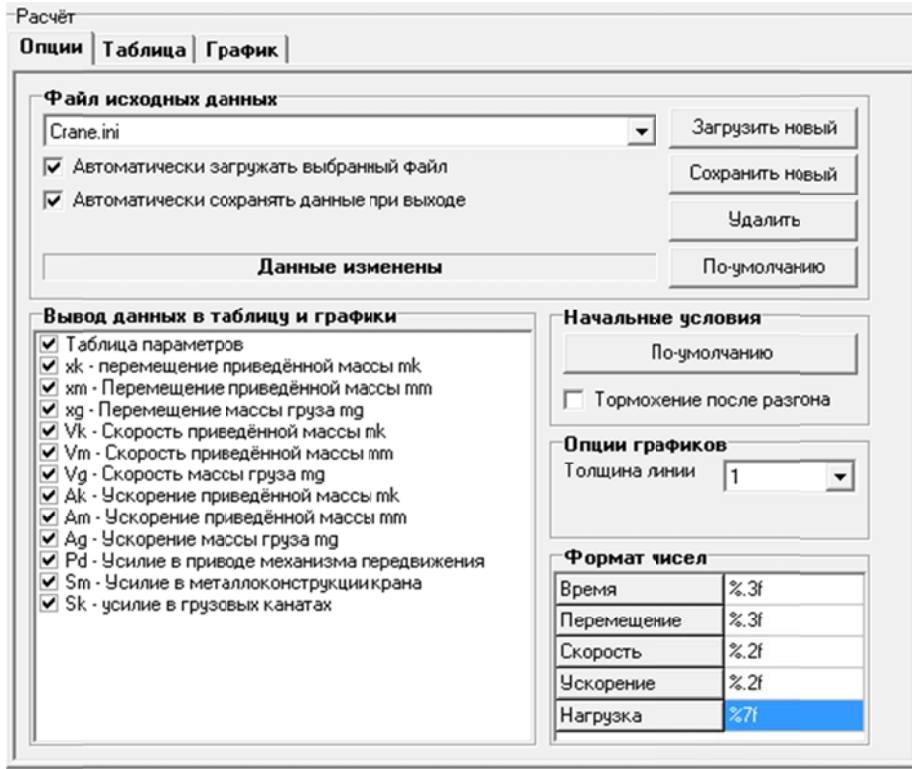 Расчёт
Опции Таблица График
Файл исходных данных
Crane.ini
Загрузить новый
Автоматически загружать выбранный файл
Сохранить новый
Автоматически сохранять данные при выходе
Удалить
Данные изменены
По-умолчанию
Вывод данных в таблицу и графики
Таблица параметров
xk - перемещение приведённой массы mk
xm - Перемещение приведённой массы mm
xg - Перемещение массы груза mg
Vk - Скорость приведённой массы mk
Vm - Скорость приведённой массы mm
Vg - Скорость массы груза mg
Ak - Ускорение приведённой массы mk
Am - Ускорение приведённой массы mm
Ag - Ускорение массы груза mg
Pd - Усилие в приводе механизма передвижения
Sm - Усилие в металлоконструкции крана
Sk - усилие в грузовых канатах
Начальные условия
По-умолчанию
Тормохение после разгона
Опции графиков
Толщина линии 1
Формат чисел
Время %.3f
Перемещение %.3f
Скорость %.2f
Ускорение %.2f
Нагрузка %7f